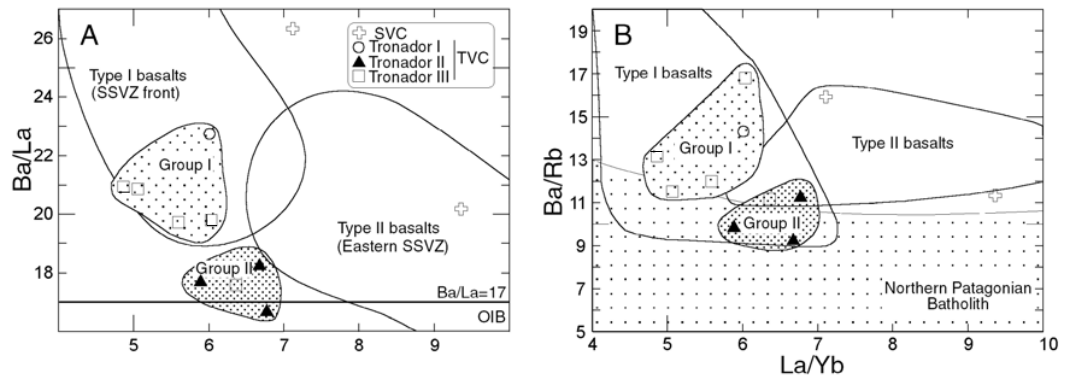 A
SVC
Tronador I
Tronador II
Tronador III
TVC
Type I basalts
(SSVZ front)
Group I
Type II basalts
(Eastern SSVZ)
Group II
Ba/La=17
OIB
Ba/La
26
24
22
20
18
5
6
7
8
9
B
Type I basalts
Group I
Type II basalts
Group II
Northern Patagonian
Batholith
Ba/Rb
19
17
15
13
11
9
7
5
4
5
6
7
8
9
10
La/Yb